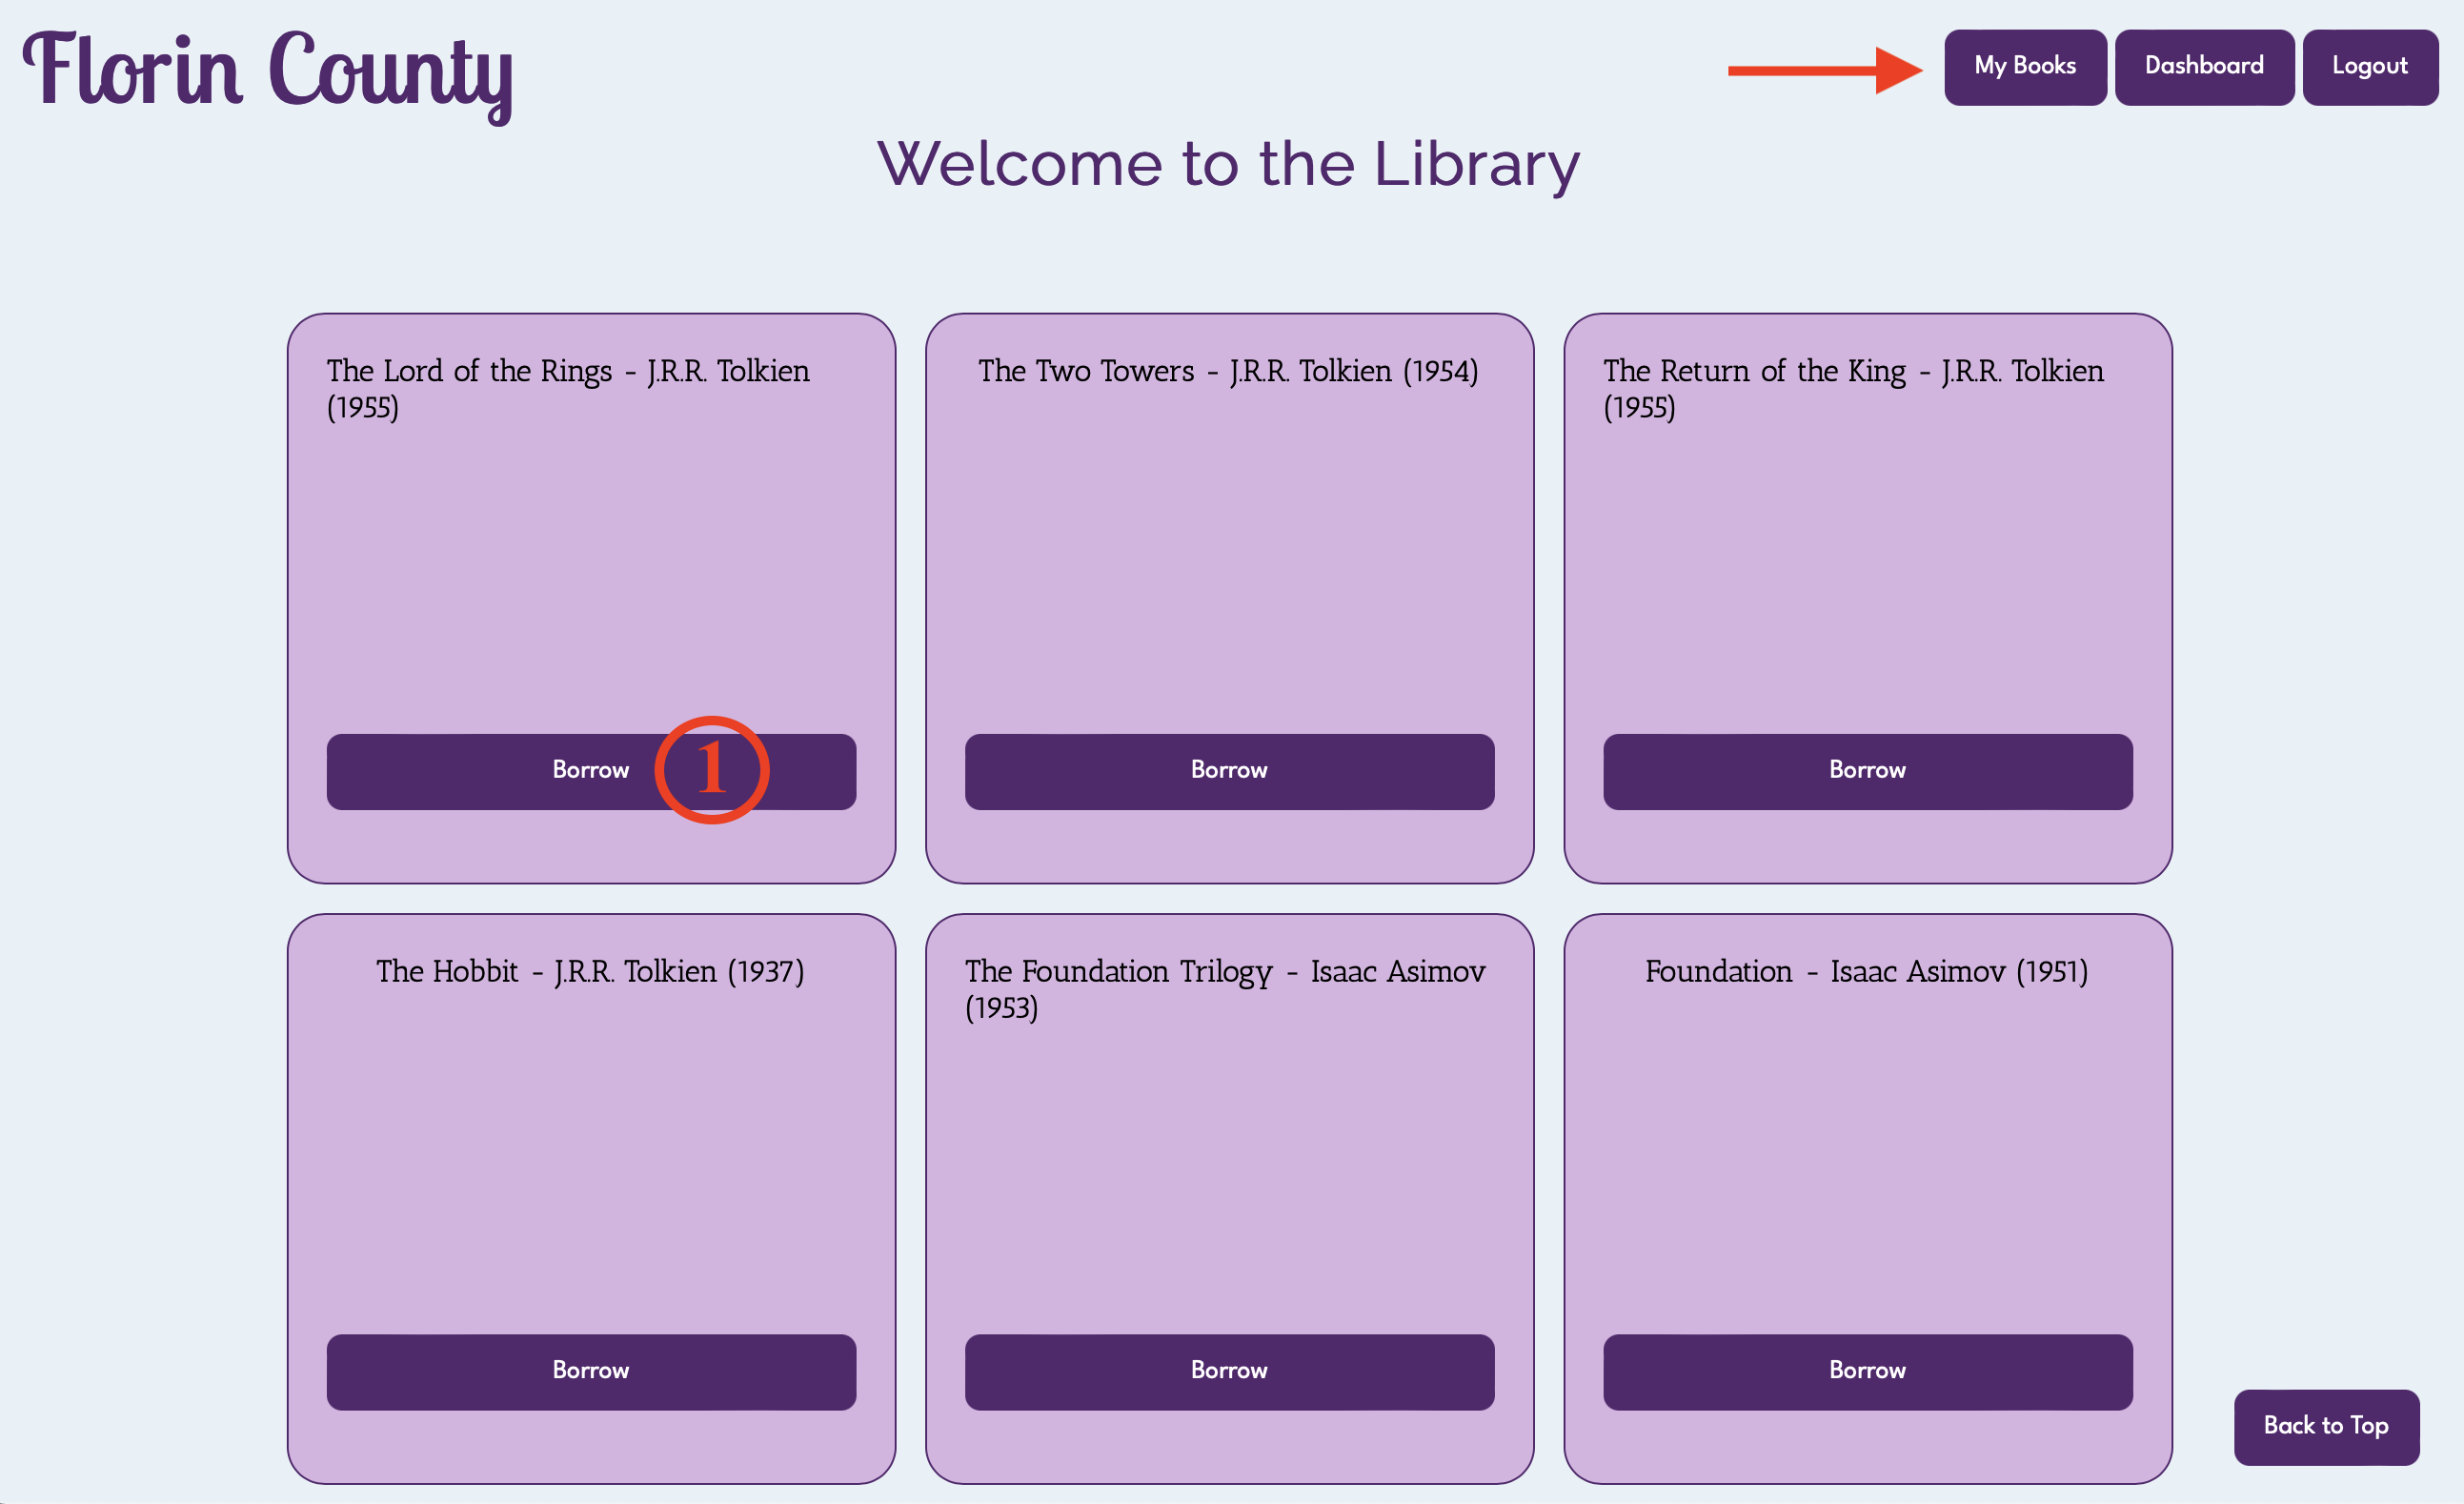 Florin County
My Books
Dashboard
Logout
Welcome to the Library
The Lord of the Rings - J.R.R. Tolkien
(1955)
Borrow
1
The Two Towers - J.R.R. Tolkien (1954)
Borrow
The Return of the King - J.R.R. Tolkien
(1955)
Borrow
The Hobbit - J.R.R. Tolkien (1937)
Borrow
The Foundation Trilogy - Isaac Asimov
(1953)
Borrow
Foundation - Isaac Asimov (1951)
Borrow
Back to Top